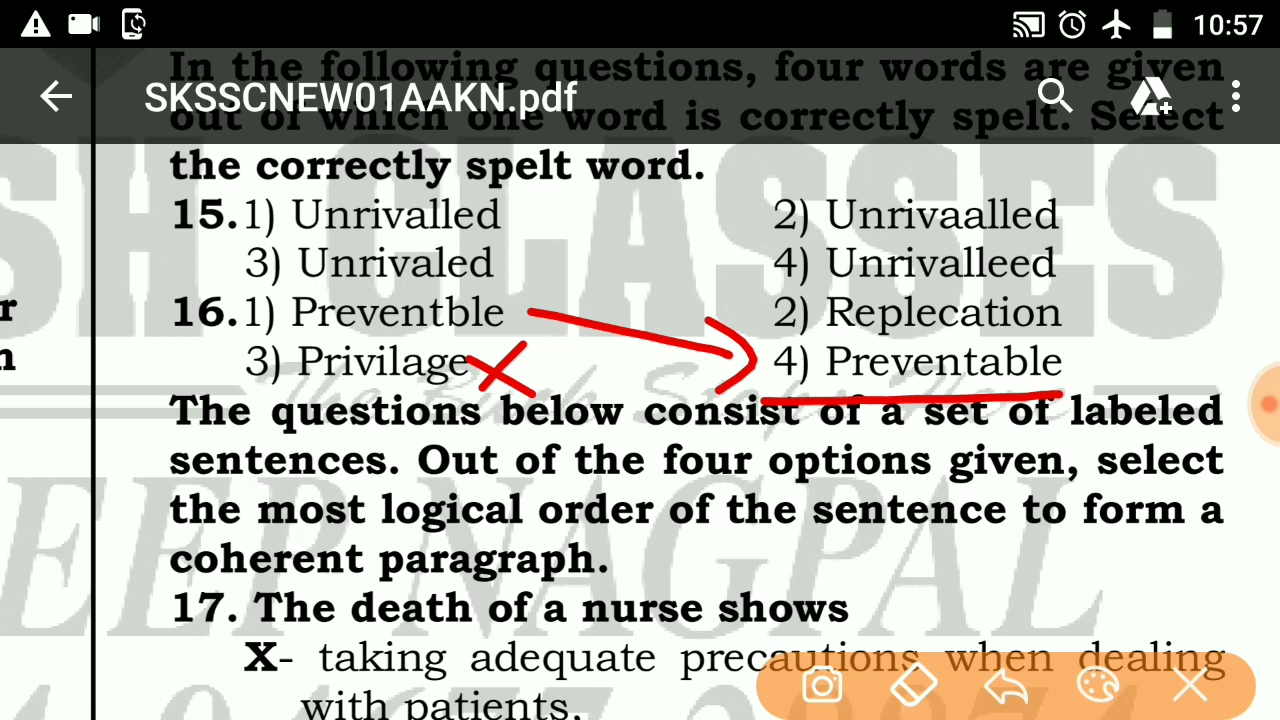 10:57
In the following questions, four words are given
SKSSCNEW01AAKN.pdf
out of which one word is correctly spelt. Select
the correctly spelt word.
15. 1) Unrivalled 2) Unrivaalled
3) Unrivaled 4) Unrivalleed
16. 1) Preventble 2) Replecation
3) Privilage 4) Preventable
The questions below consist of a set of labeled
sentences. Out of the four options given, select
the most logical order of the sentence to form a
coherent paragraph.
17. The death of a nurse shows
X- taking adequate precautions when dealing
with patients,
r
n
SH CLASSES
EEP NAGPAL